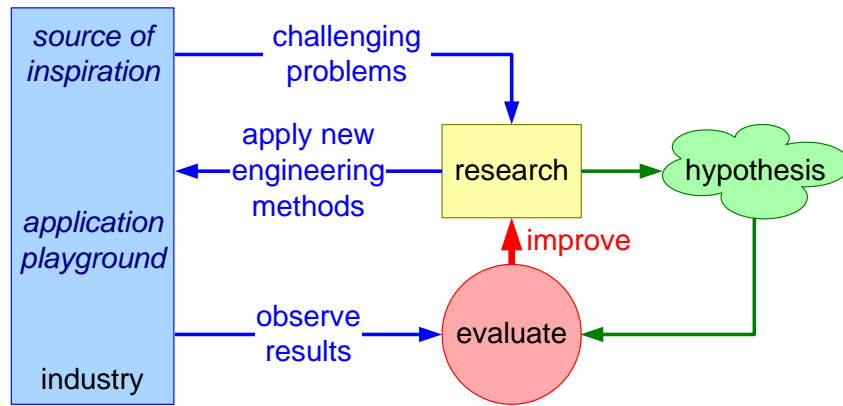 source of
inspiration
challenging
problems
apply new
engineering
methods
research
hypothesis
application
playground
improve
observe
results
evaluate
industry